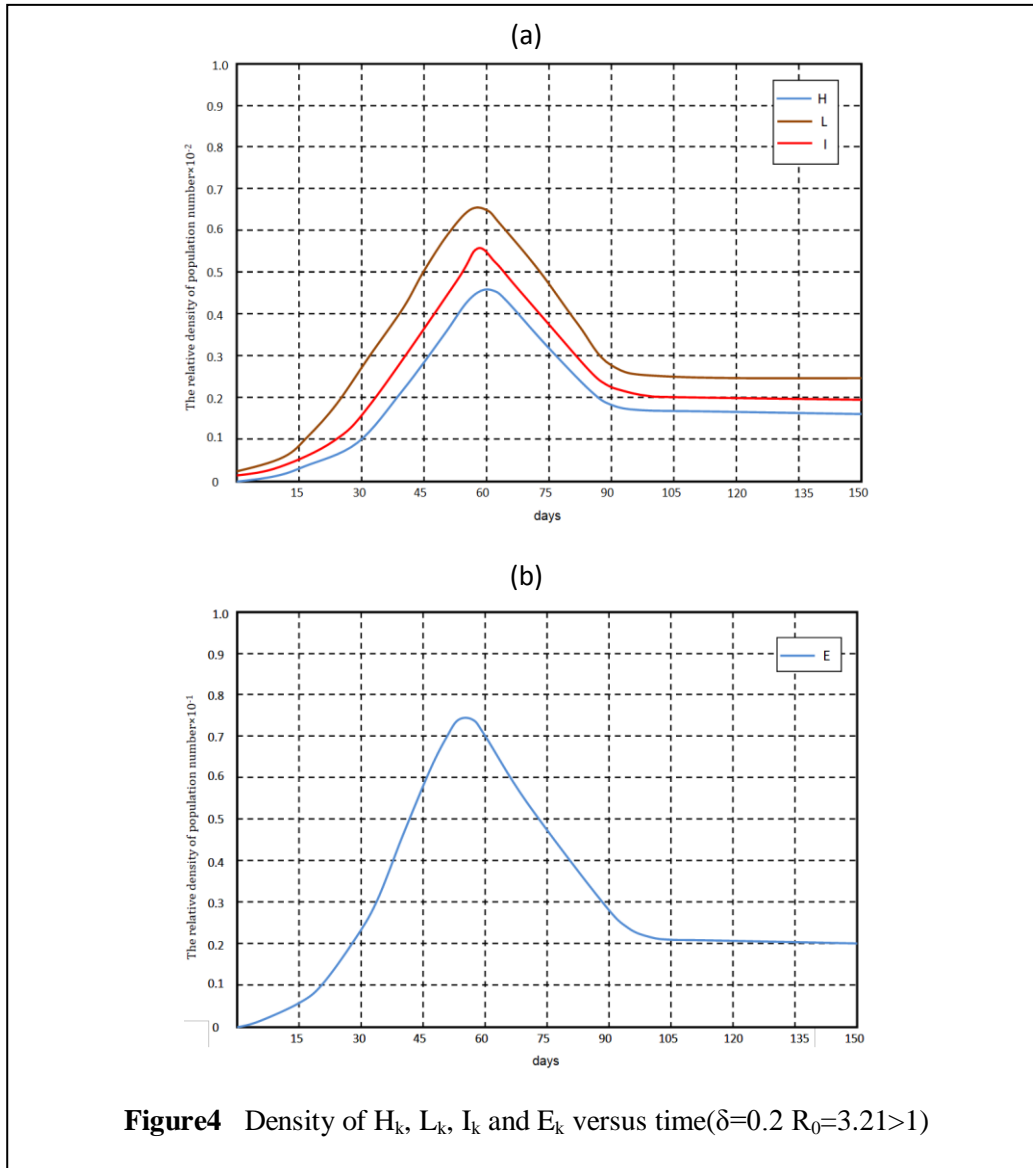 (a)
The relative density of population number×10⁻²
1.0
0.9
0.8
0.7
0.6
0.5
0.4
0.3
0.2
0.1
0
H
L
I
15 30 45 60 75 90 105 120 135 150
days
(b)
The relative density of population number×10⁻¹
1.0
0.9
0.8
0.7
0.6
0.5
0.4
0.3
0.2
0.1
0
E
15 30 45 60 75 90 105 120 135 150
days
Figure4 Density of Hₖ, Lₖ, Iₖ and Eₖ versus time(δ=0.2 R₀=3.21>1)